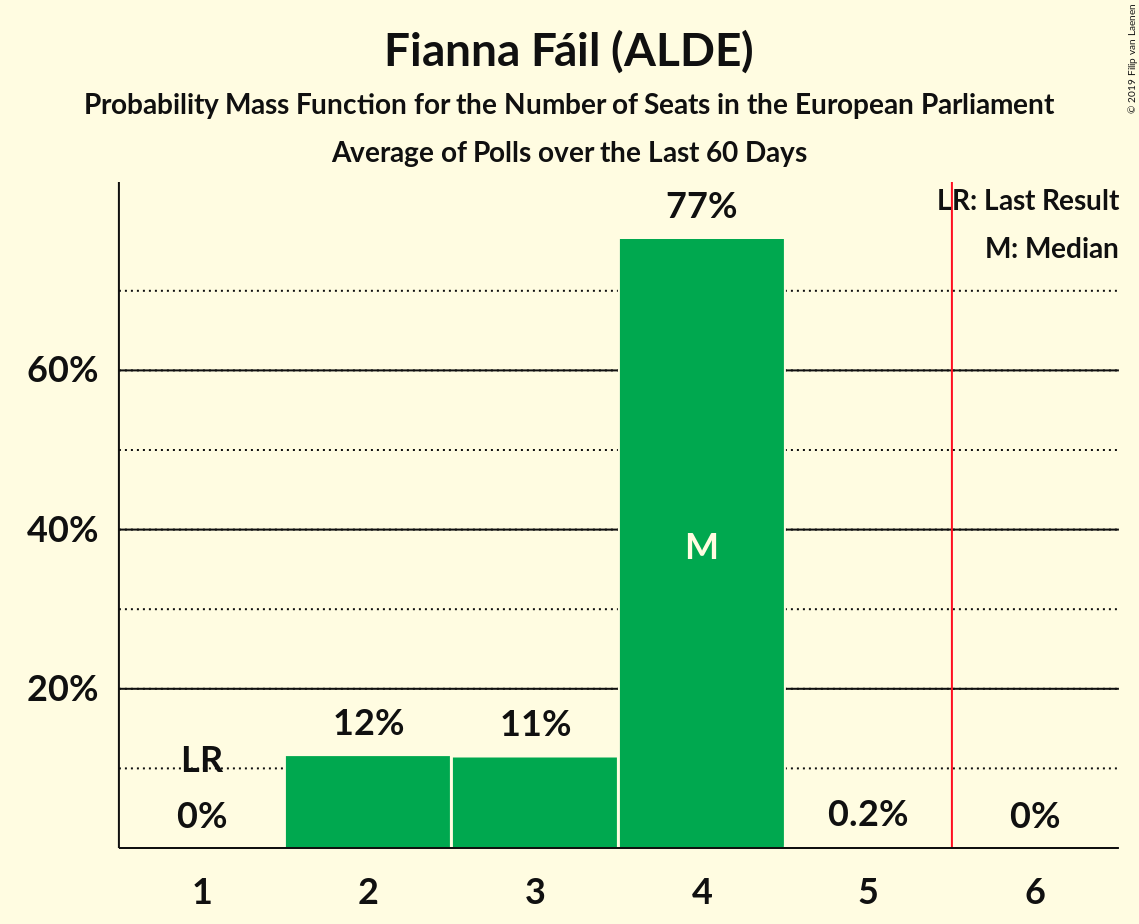 Fianna Fáil (ALDE)
Probability Mass Function for the Number of Seats in the European Parliament
Average of Polls over the Last 60 Days
© 2019 Filip van Laenen
LR: Last Result
M: Median
77%
60%
40%
M
20%
12%
11%
LR
0%
0.2%
0%
1 2 3 4 5 6